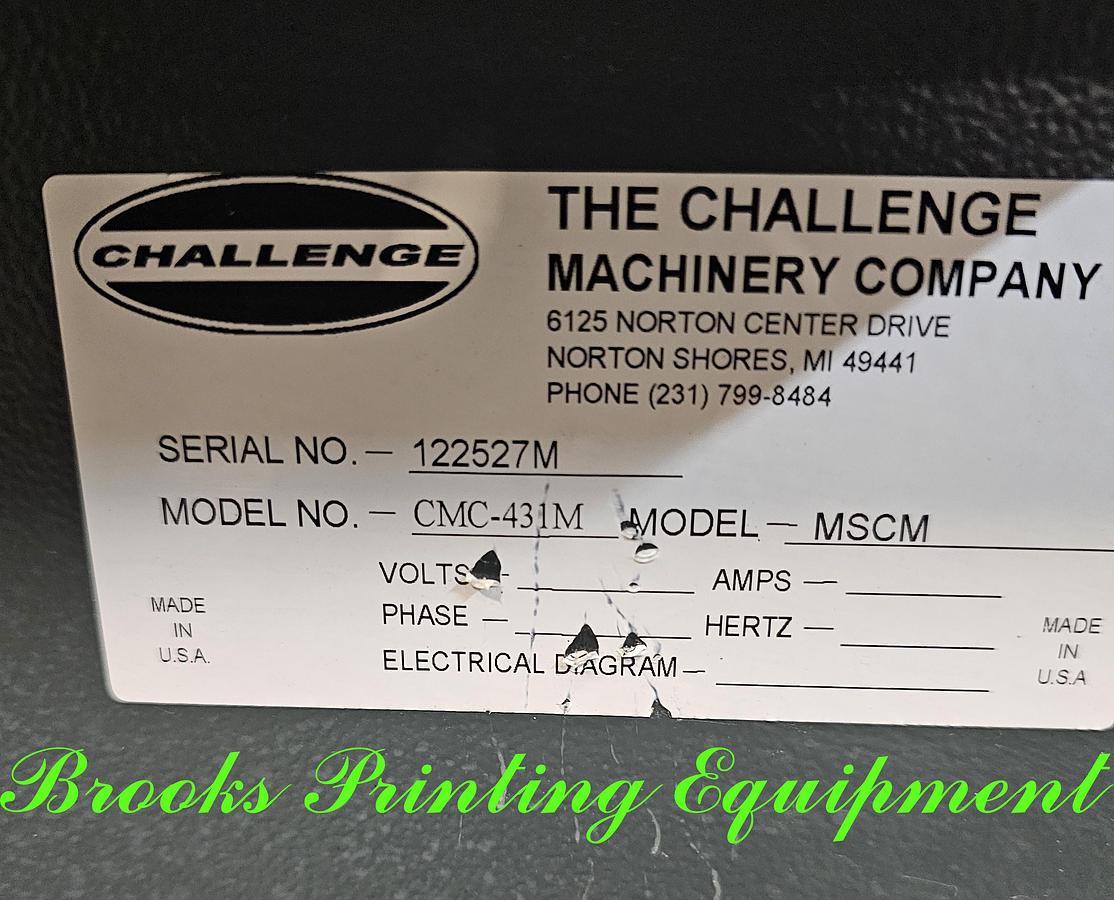 CHALLENGE
THE CHALLENGE
MACHINERY COMPANY
6125 NORTON CENTER DRIVE
NORTON SHORES, MI 49441
PHONE (231) 799-8484
SERIAL NO. — 122527M
MODEL NO. — CMC-431M MODEL — MSCM
VOLTS — AMPS —
PHASE — HERTZ —
ELECTRICAL DIAGRAM —
MADE
IN
U.S.A.
MADE
IN
U.S.A
Brooks Printing Equipment